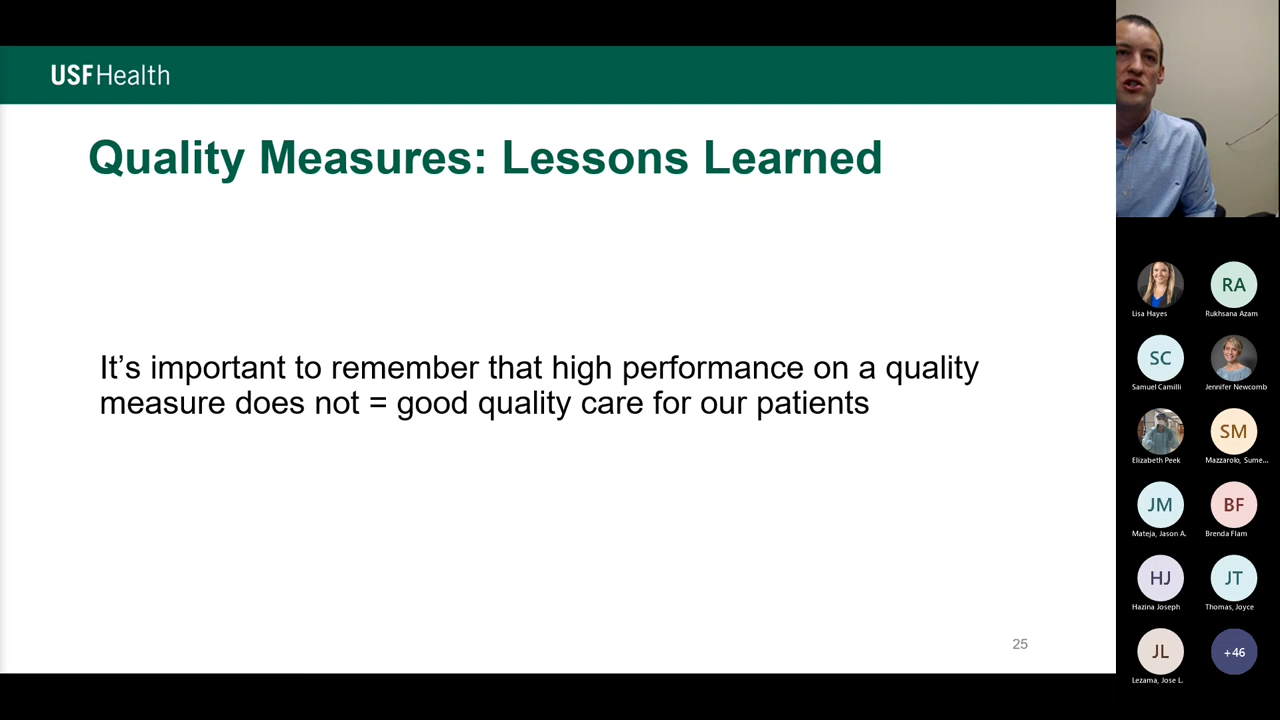 USFHealth
Quality Measures: Lessons Learned
It's important to remember that high performance on a quality
measure does not = good quality care for our patients
25
RA
Lisa Hayes
Rukhsana Azam
SC
Samuel Camilli
Jennifer Newcomb
SM
Elizabeth Peek
Mazzarolo, Sume...
JM
BF
Mateja, Jason A.
Brenda Flam
HJ
JT
Hazina Joseph
Thomas, Joyce
JL
+46
Lezama, Jose L.